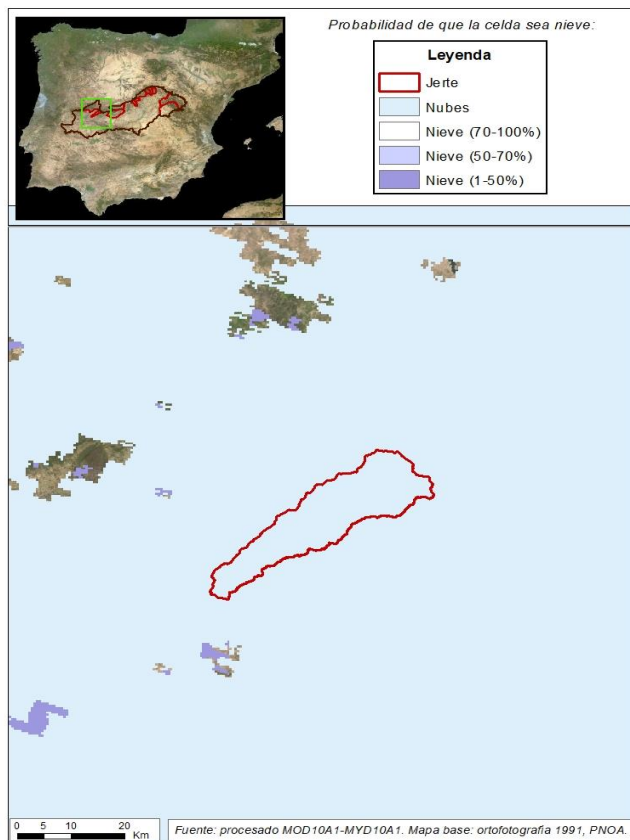 Probabilidad de que la celda sea nieve:
Leyenda
Jerte
Nubes
Nieve (70-100%)
Nieve (50-70%)
Nieve (1-50%)
0 5 10 20
Km
Fuente: procesado MOD10A1-MYD10A1. Mapa base: ortofotografía 1991, PNOA.